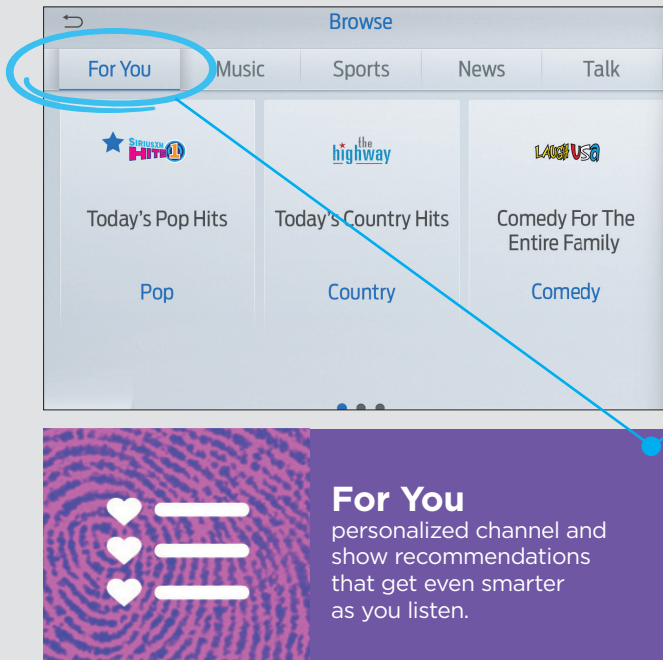 Browse
For You Music Sports News Talk
SIRIUSXM
HITS 1
the
highway
LAUGH USA
Today's Pop Hits
Today's Country Hits
Comedy For The
Entire Family
Pop
Country
Comedy
For You
personalized channel and
show recommendations
that get even smarter
as you listen.